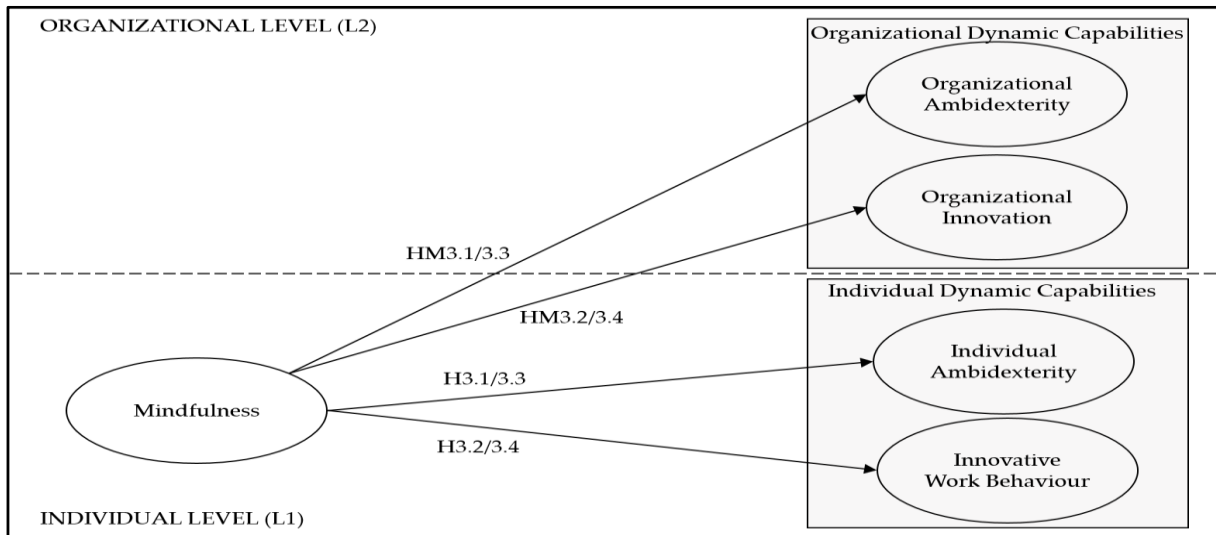 ORGANIZATIONAL LEVEL (L2)
Organizational Dynamic Capabilities
Organizational
Ambidexterity
Organizational
Innovation
HM3.1/3.3
HM3.2/3.4
Individual Dynamic Capabilities
Individual
Ambidexterity
H3.1/3.3
Mindfulness
H3.2/3.4
Innovative
Work Behaviour
INDIVIDUAL LEVEL (L1)